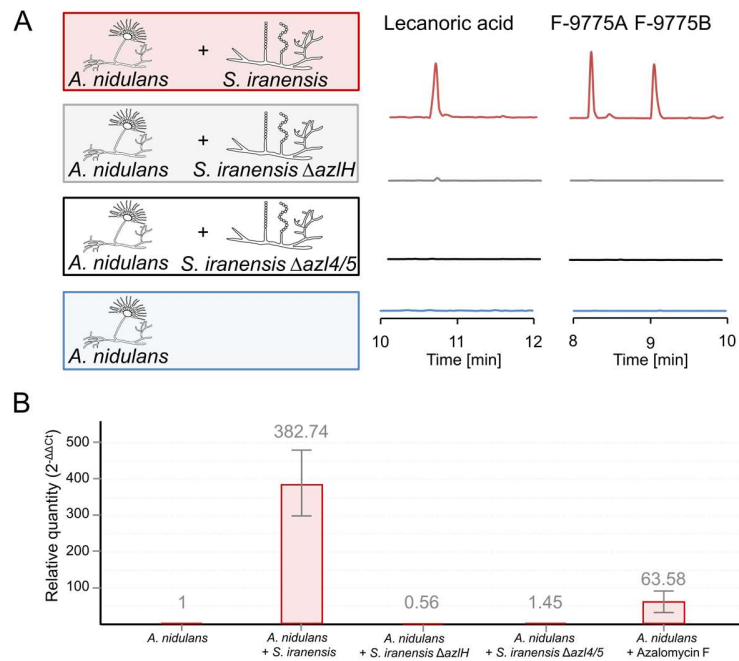 A
Lecanoric acid F-9775A F-9775B
A. nidulans + S. iranensis
A. nidulans + S. iranensis ΔazlH
A. nidulans + S. iranensis Δazl4/5
A. nidulans
10 11 12
Time [min]
8 9 10
Time [min]
B
Relative quantity (2-ΔΔCt)
500
400
300
200
100
1
382.74
0.56
1.45
63.58
A. nidulans
A. nidulans
+ S. iranensis
A. nidulans
+ S. iranensis ΔazlH
A. nidulans
+ S. iranensis Δazl4/5
A. nidulans
+ Azalomycin F